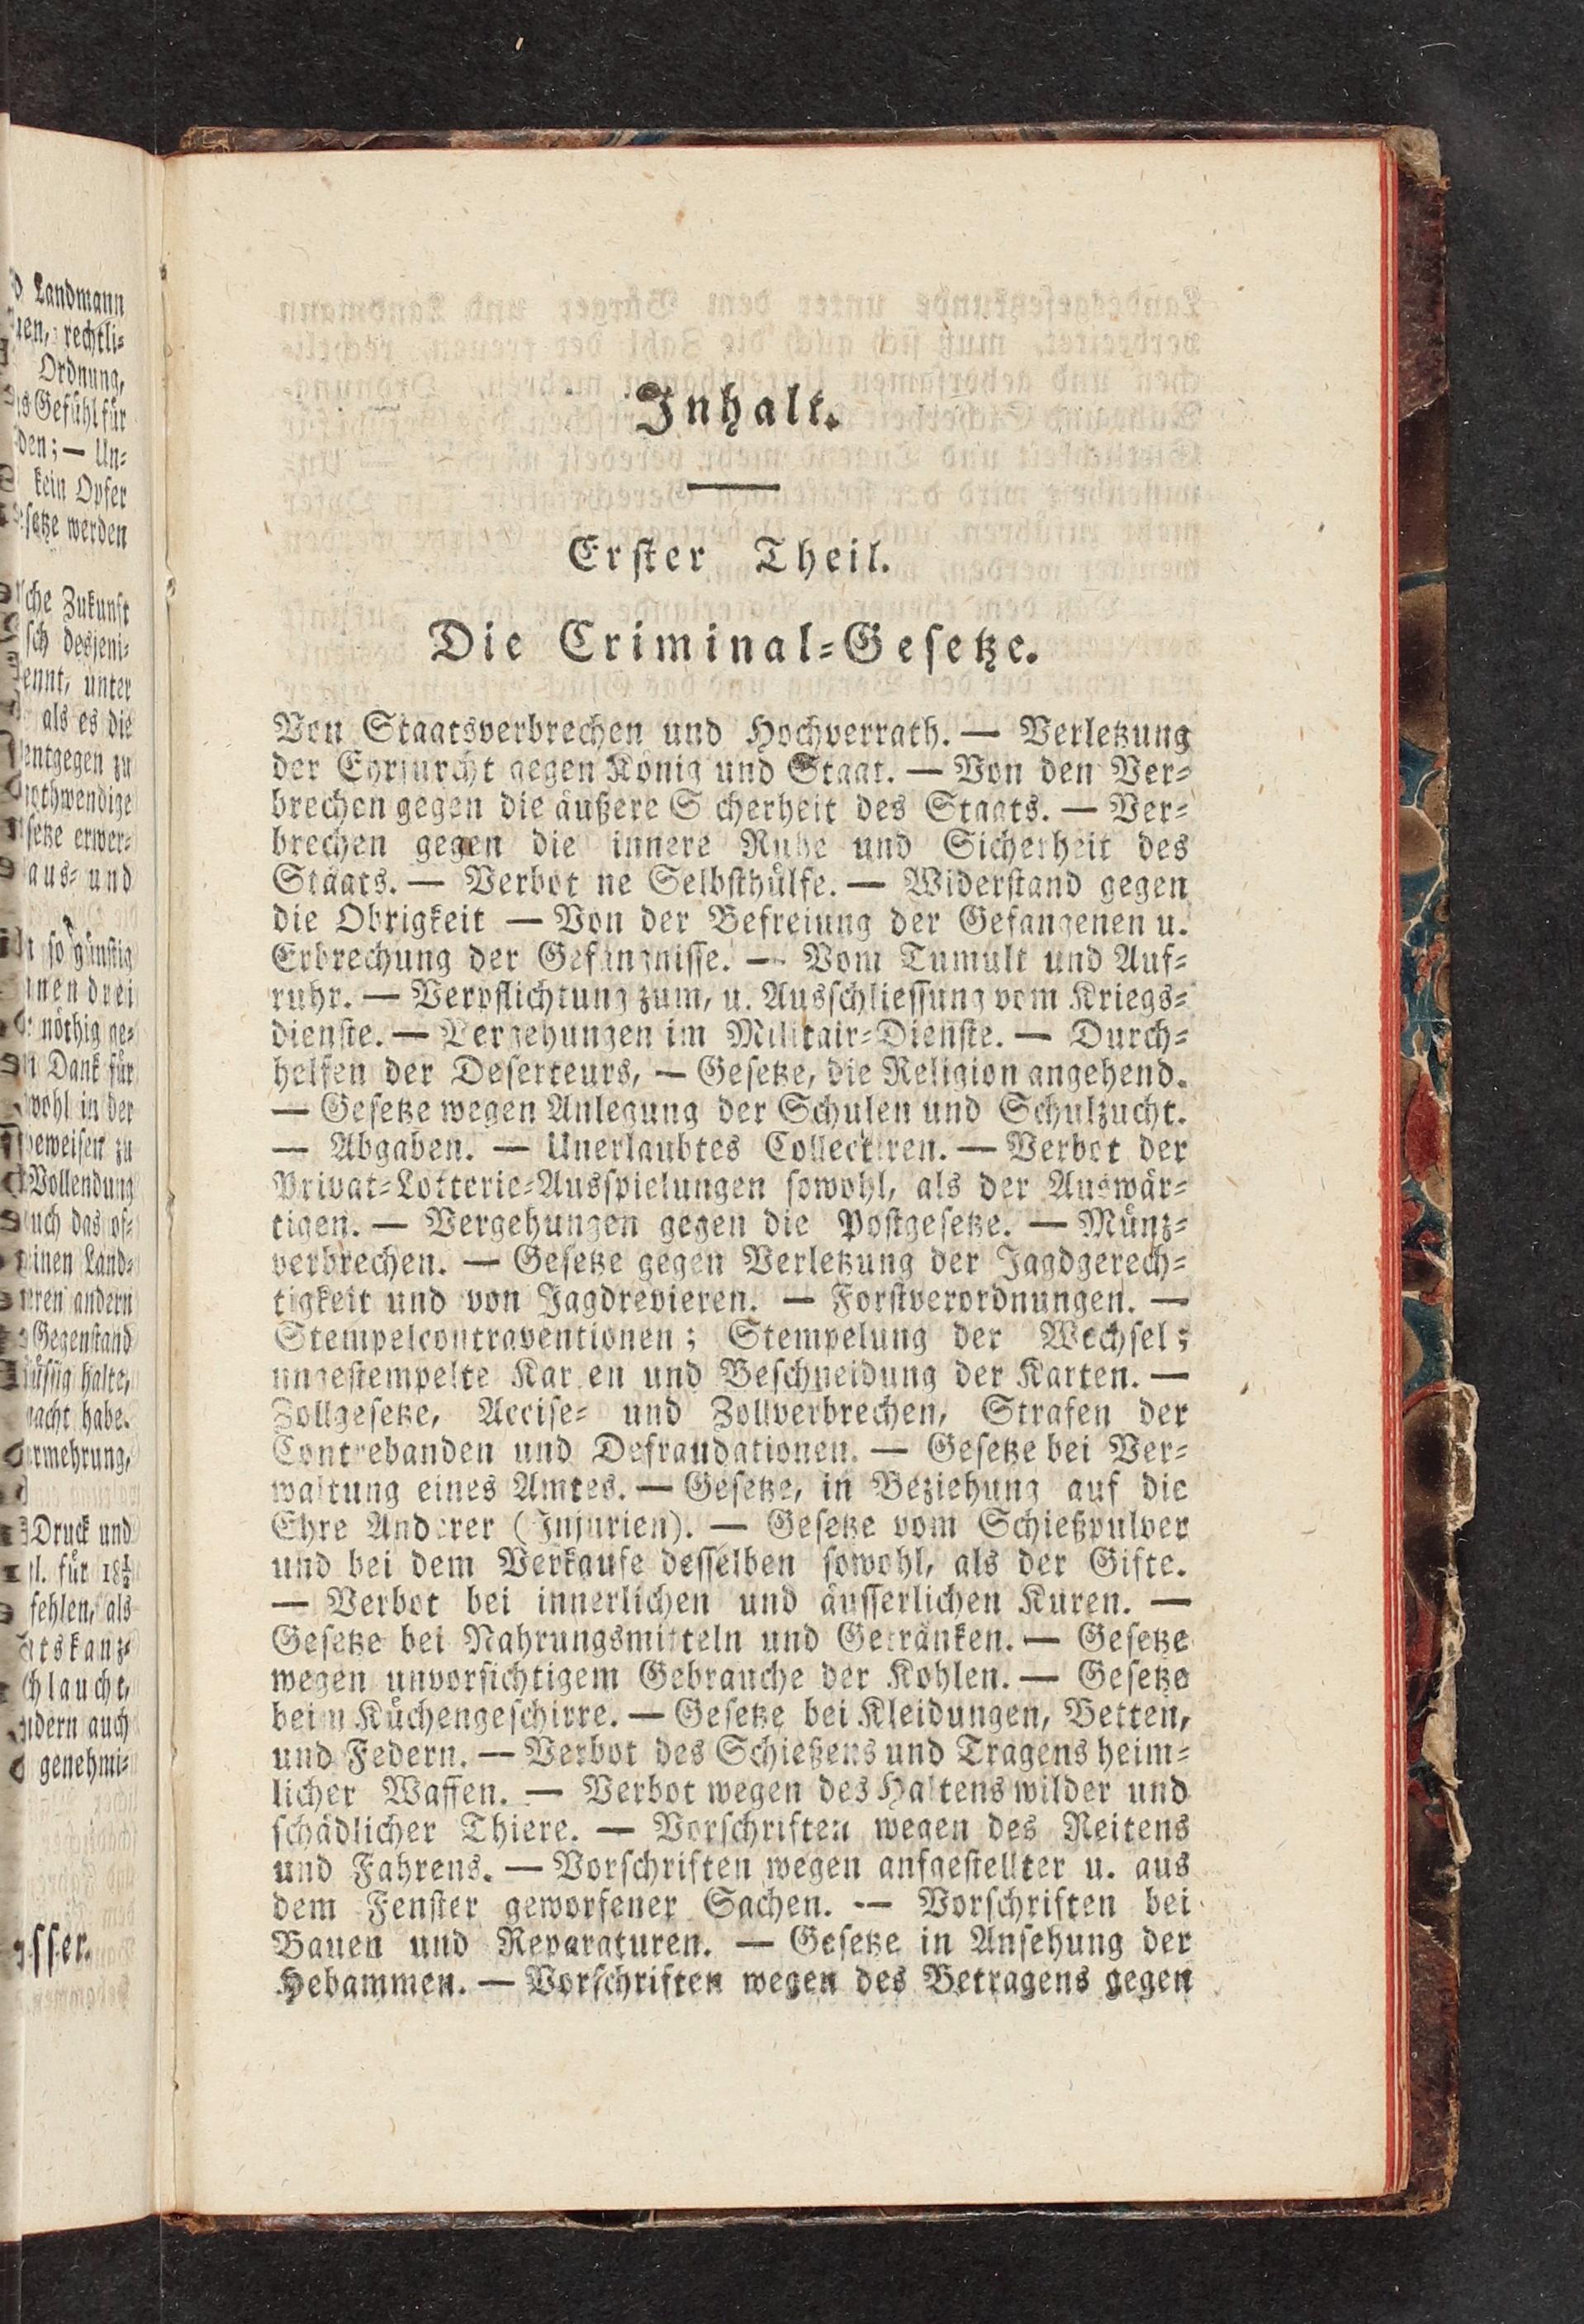 Inhalt.
Erster Theil.
Die Criminal-Gesetze.
Von Staatsverbrechen und Hochverrath. — Verletzung
der Ehrfurcht gegen König und Staat. — Von den Ver-
brechen gegen die äußere S cherheit des Staats. — Ver-
brechen gegen die innere Ruhe und Sicherheit des
Staats. — Verbot ne Selbsthülfe. — Widerstand gegen
die Obrigkeit — Von der Befreiung der Gefangenen u.
Erbrechung der Gefängnisse. — Vom Tumult und Auf-
ruhr. — Verpflichtung zum, u. Ausschliessung vom Kriegs-
dienste. — Vergehungen im Militair-Dienste. — Durch-
helfen der Deserteurs, — Gesetze, die Religion angehend.
— Gesetze wegen Anlegung der Schulen und Schulzucht.
— Abgaben. — Unerlaubtes Collectiren. — Verbot der
Privat-Lotterie-Ausspielungen sowohl, als der Auswär-
tigen. — Vergehungen gegen die Postgesetze. — Münz-
verbrechen. — Gesetze gegen Verletzung der Jagdgerech-
tigkeit und von Jagdrevieren. — Forstverordnungen. —
Stempelcontraventionen; Stempelung der Wechsel;
ungestempelte Kar en und Beschneidung der Karten. —
Zollgesetze, Accise- und Zollverbrechen, Strafen der
Contrebanden und Defraudationen. — Gesetze bei Ver-
waltung eines Amtes. — Gesetze, in Beziehung auf die
Ehre Anderer (Injurien). — Gesetze vom Schießpulver
und bei dem Verkaufe desselben sowohl, als der Gifte.
— Verbot bei innerlichen und äusserlichen Kuren. —
Gesetze bei Nahrungsmitteln und Getränken. — Gesetze
wegen unvorsichtigem Gebrauche der Kohlen. — Gesetze
beim Küchengeschirre. — Gesetze bei Kleidungen, Betten,
und Federn. — Verbot des Schießens und Tragens heim-
licher Waffen. — Verbot wegen des Haltens wilder und
schädlicher Thiere. — Vorschriften wegen des Reitens
und Fahrens. — Vorschriften wegen aufgestellter u. aus
dem Fenster geworfener Sachen. — Vorschriften bei
Bauen und Reparaturen. — Gesetze in Ansehung der
Hebammen. — Vorschriften wegen des Betragens gegen